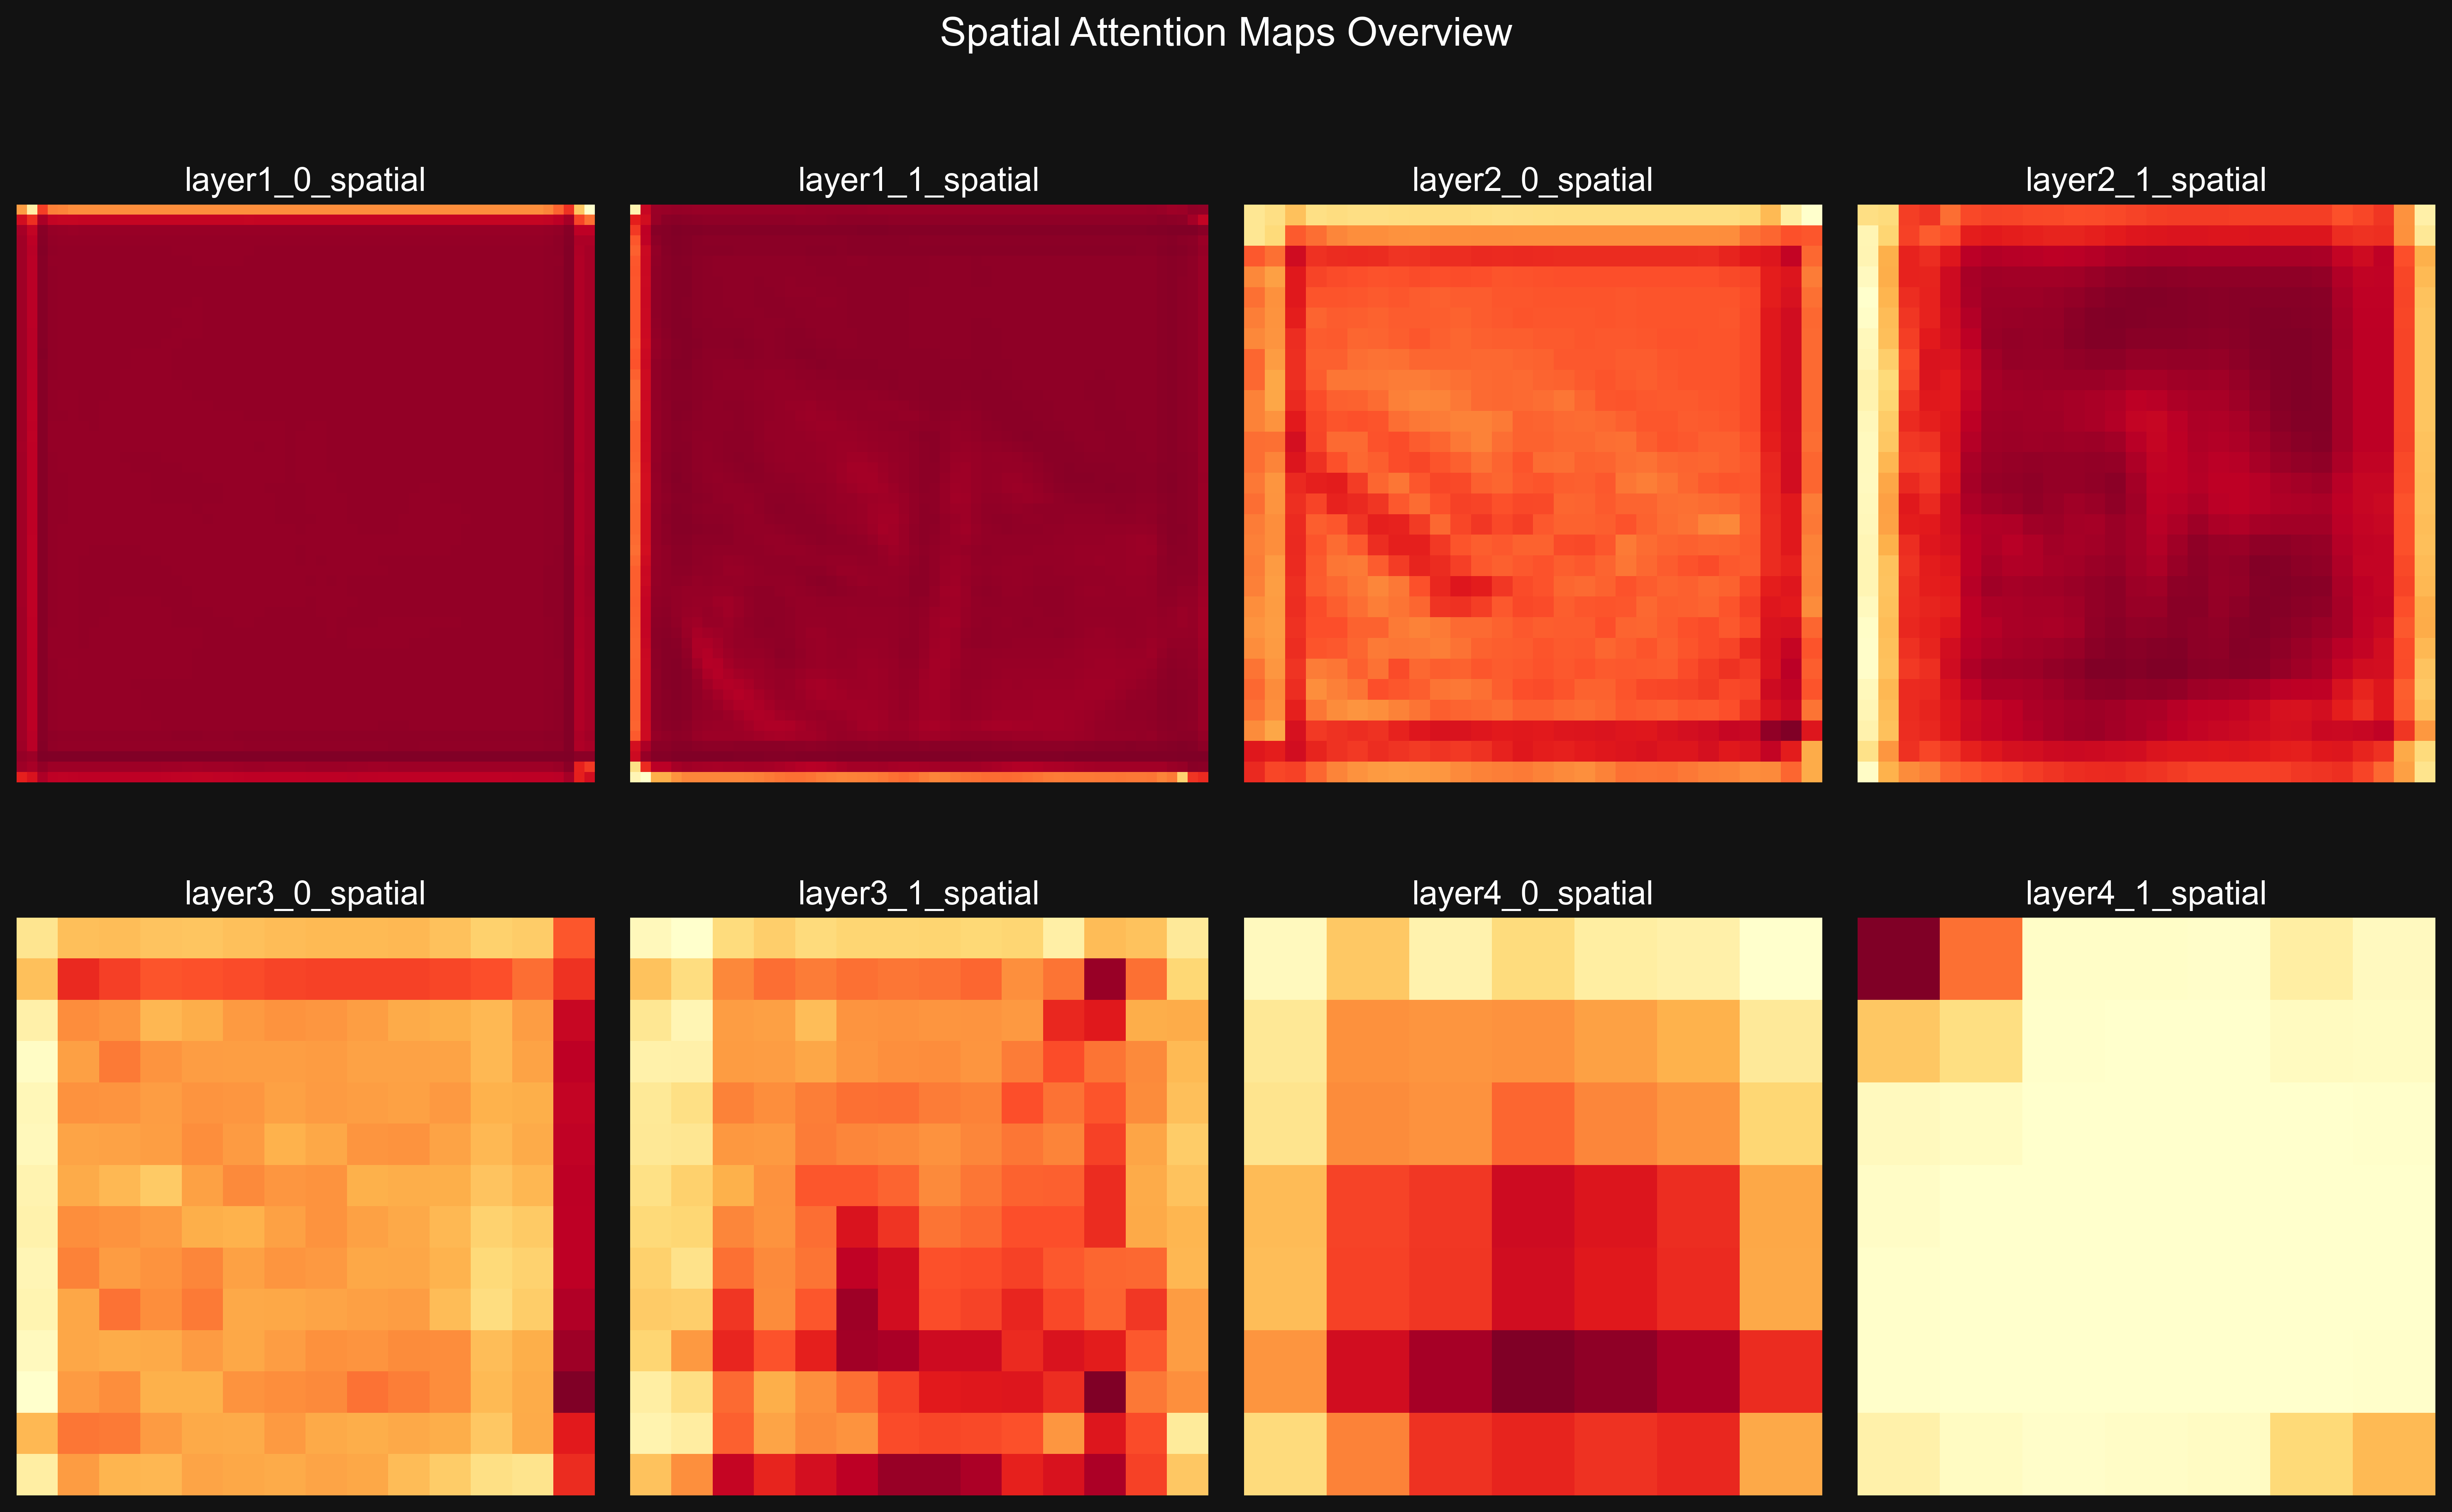 Spatial Attention Maps Overview
layer1_0_spatial
layer1_1_spatial
layer2_0_spatial
layer2_1_spatial
layer3_0_spatial
layer3_1_spatial
layer4_0_spatial
layer4_1_spatial